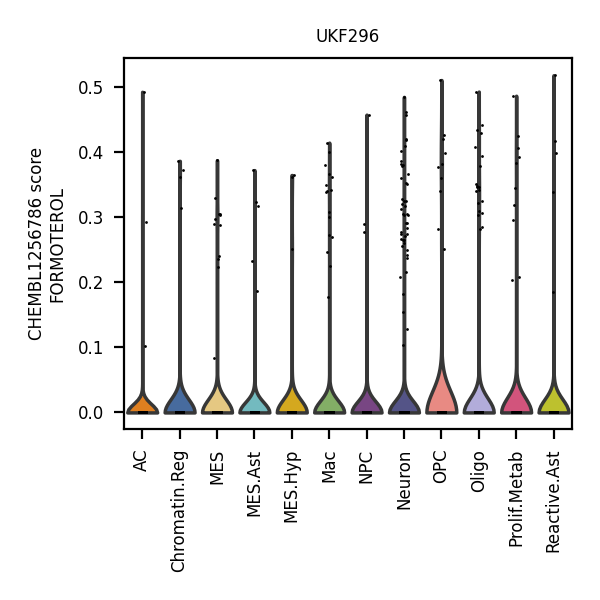 UKF296
CHEMBL1256786 score
FORMOTEROL
0.5
0.4
0.3
0.2
0.1
0.0
AC
Chromatin.Reg
MES
MES.Ast
MES.Hyp
Mac
NPC
Neuron
OPC
Oligo
Prolif.Metab
Reactive.Ast